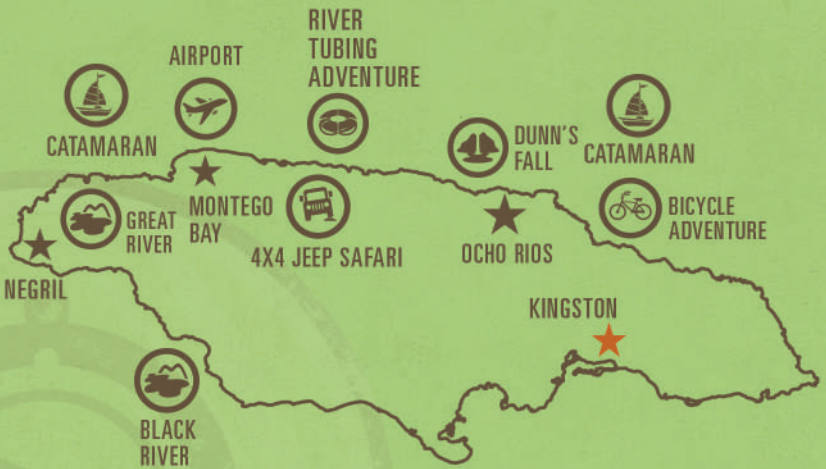 RIVER
TUBING
ADVENTURE
AIRPORT
CATAMARAN
DUNN'S
FALL
CATAMARAN
GREAT
RIVER
MONTEGO
BAY
4X4 JEEP SAFARI
OCHO RIOS
BICYCLE
ADVENTURE
NEGRIL
KINGSTON
BLACK
RIVER